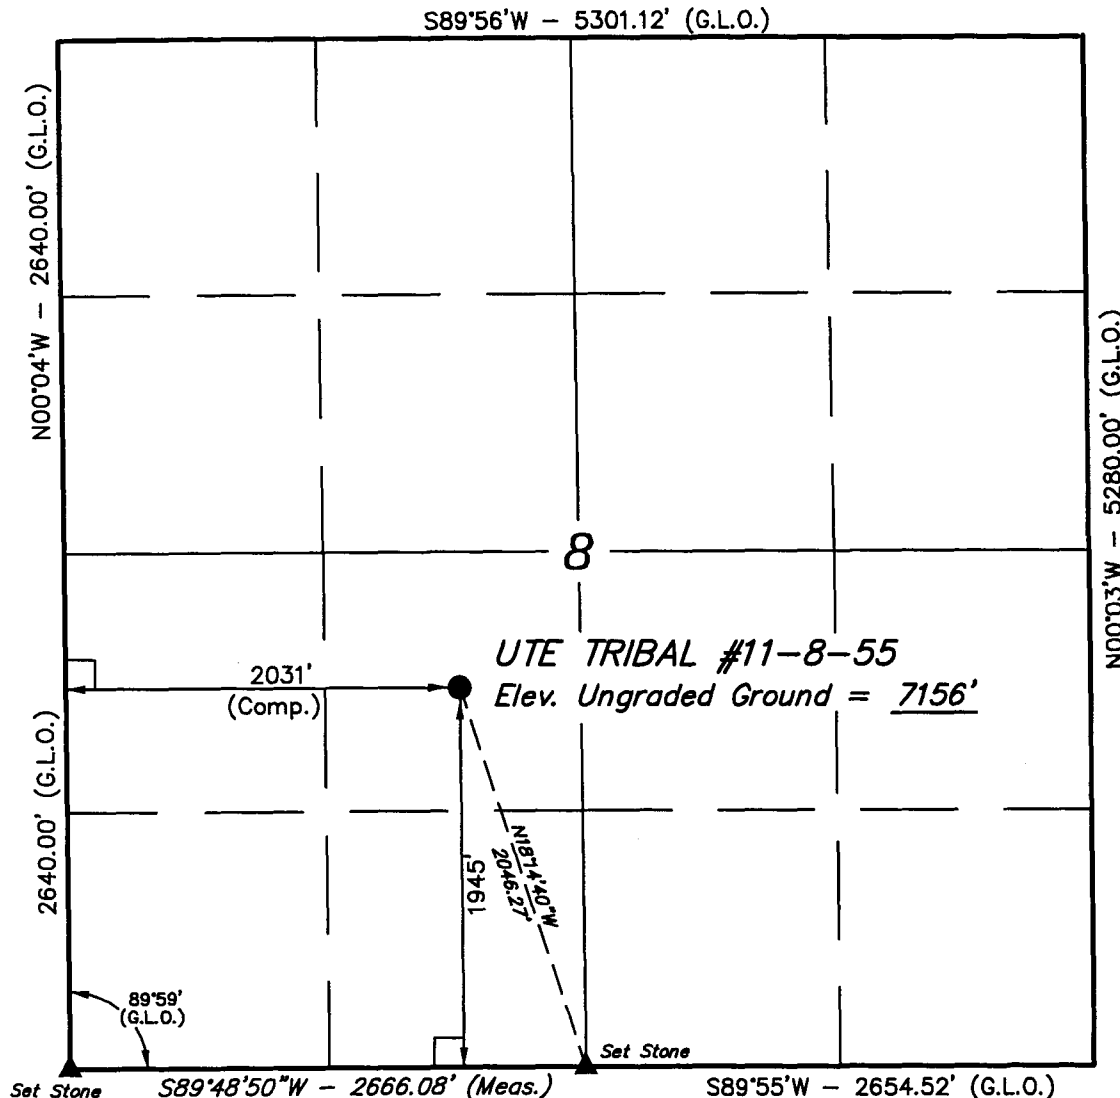 S89°56'W – 5301.12' (G.L.O.)
N00°04'W – 2640.00' (G.L.O.)
N00°03'W – 5280.00' (G.L.O.)
8
UTE TRIBAL #11-8-55
Elev. Ungraded Ground = 7156'
2031'
(Comp.)
2640.00' (G.L.O.)
1945'
N18°14'40"W
2046.27'
89°59'
(G.L.O.)
Set Stone
Set Stone
S89°48'50"W – 2666.08' (Meas.)
S89°55'W – 2654.52' (G.L.O.)